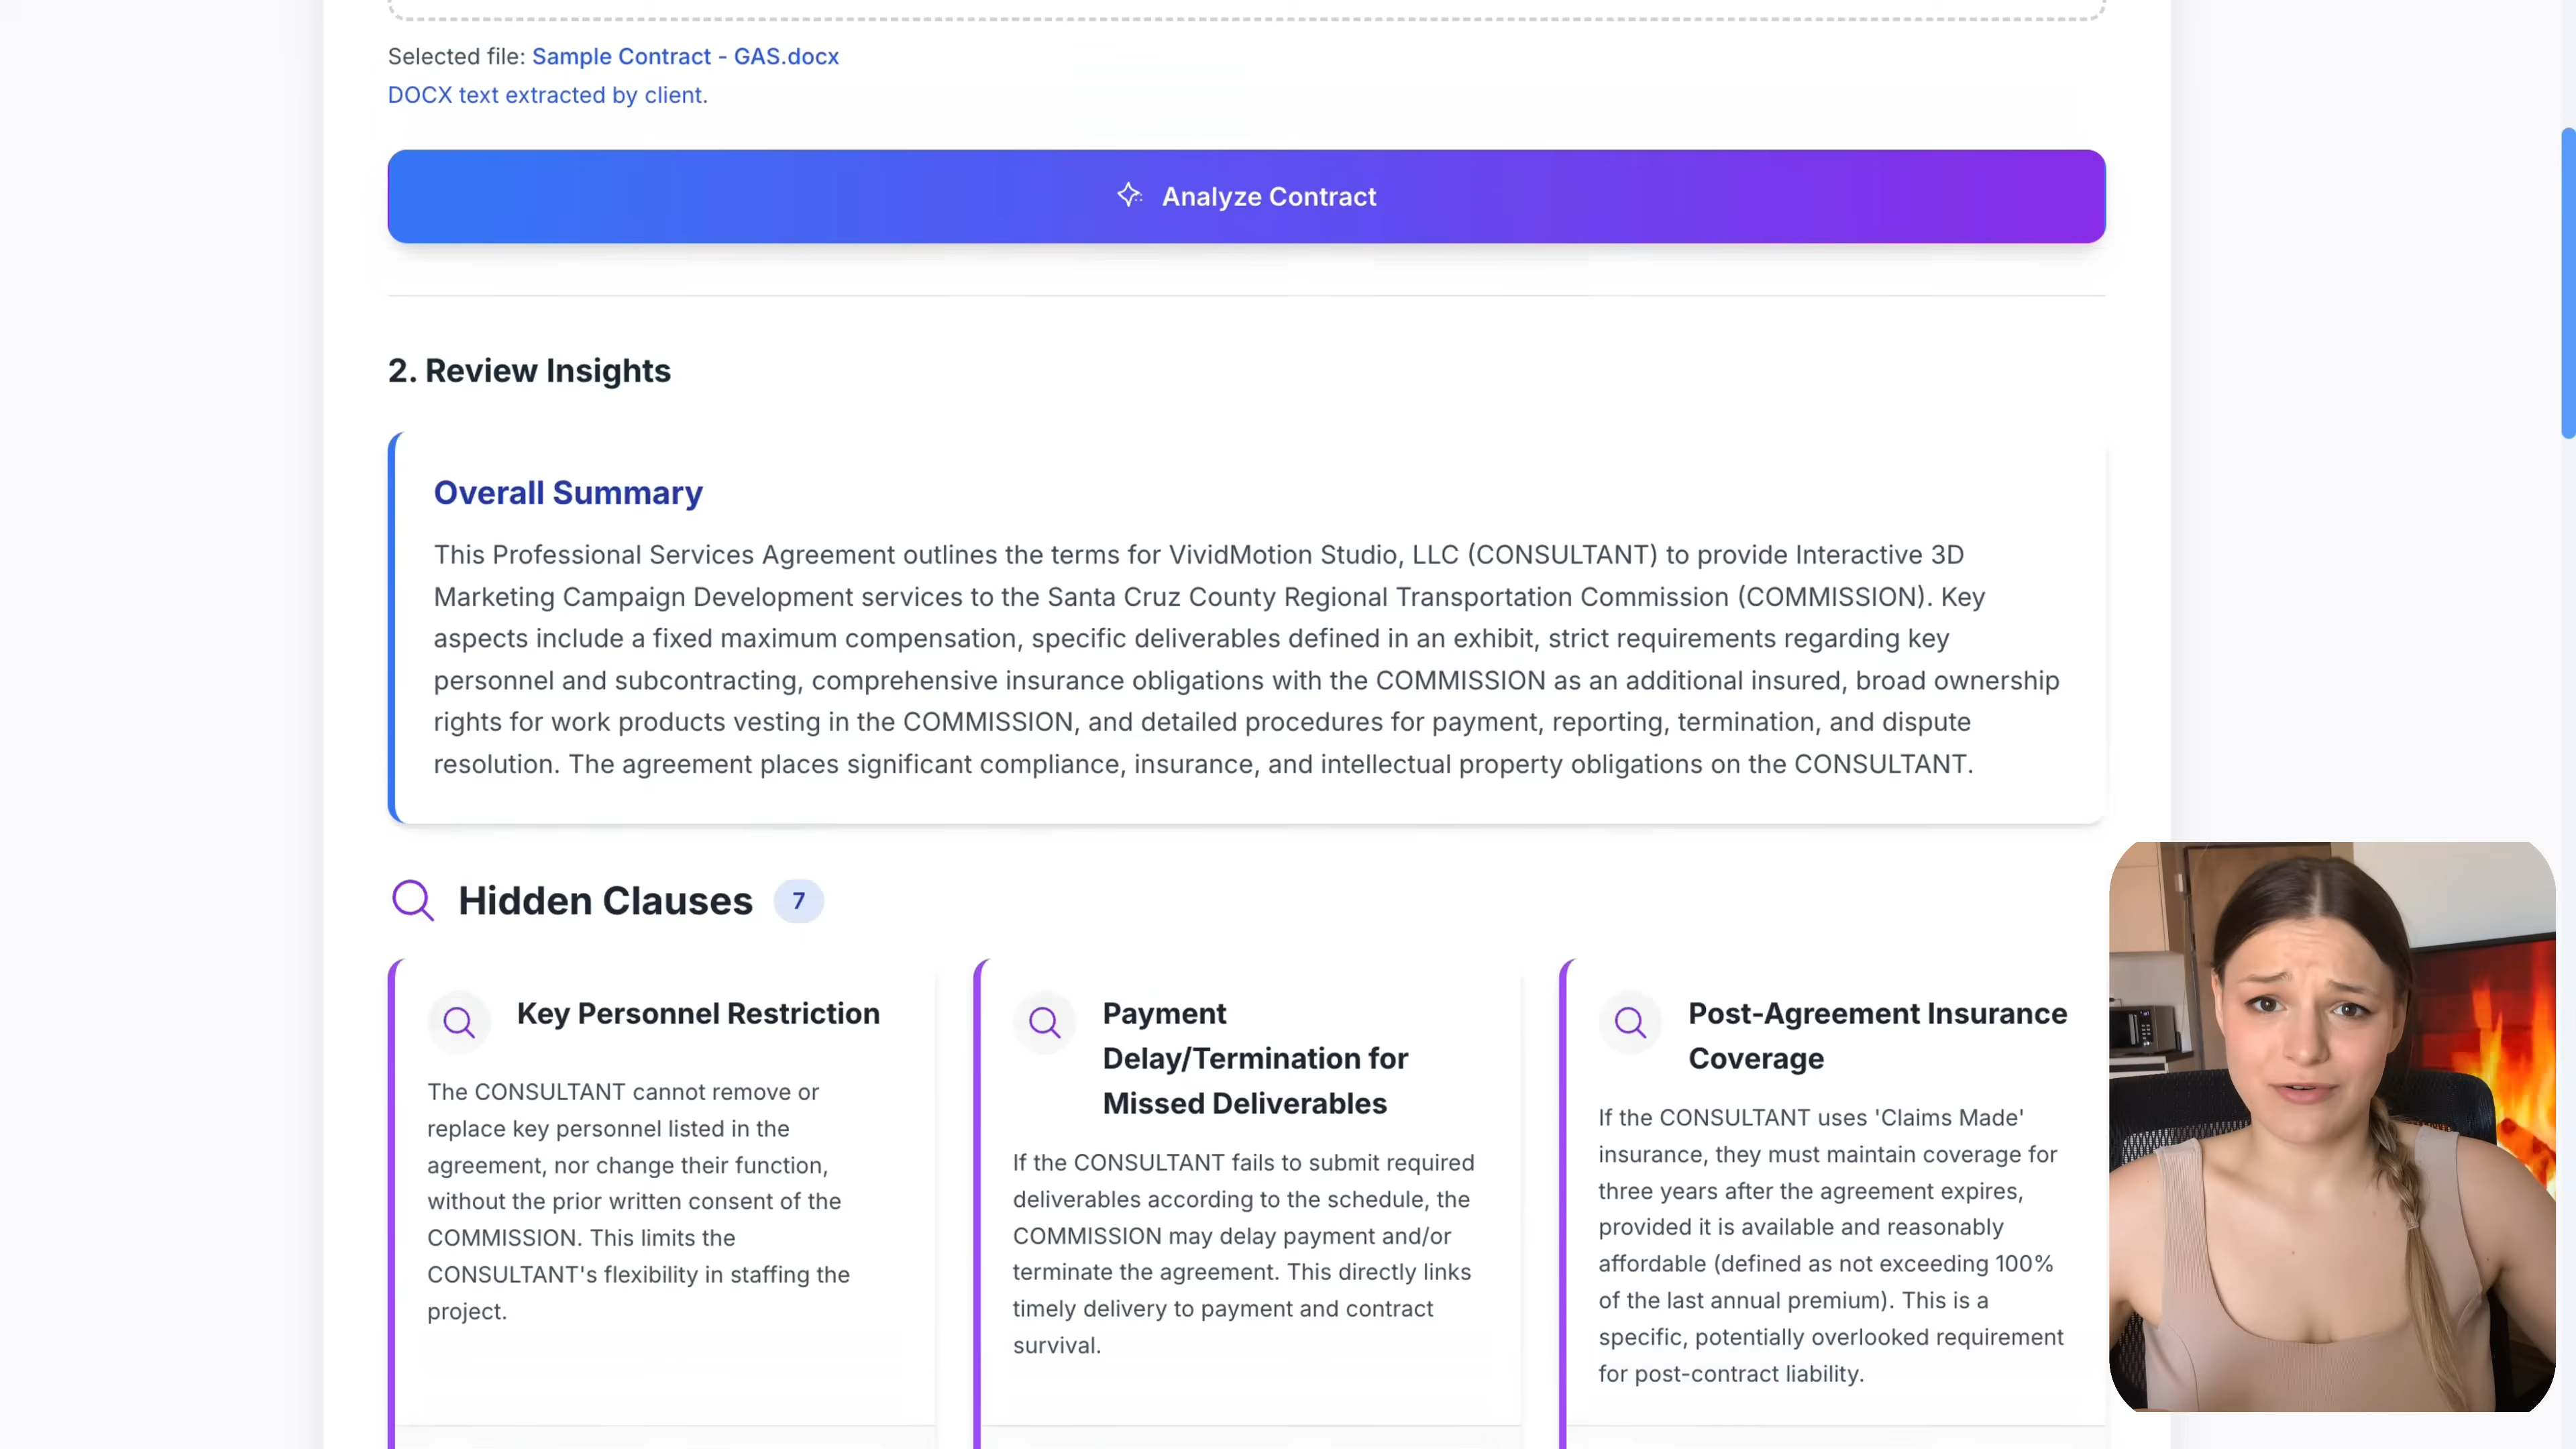 Selected file: Sample Contract - GAS.docx
DOCX text extracted by client.
Analyze Contract
2. Review Insights
Overall Summary
This Professional Services Agreement outlines the terms for VividMotion Studio, LLC (CONSULTANT) to provide Interactive 3D
Marketing Campaign Development services to the Santa Cruz County Regional Transportation Commission (COMMISSION). Key
aspects include a fixed maximum compensation, specific deliverables defined in an exhibit, strict requirements regarding key
personnel and subcontracting, comprehensive insurance obligations with the COMMISSION as an additional insured, broad ownership
rights for work products vesting in the COMMISSION, and detailed procedures for payment, reporting, termination, and dispute
resolution. The agreement places significant compliance, insurance, and intellectual property obligations on the CONSULTANT.
Hidden Clauses 7
Key Personnel Restriction
The CONSULTANT cannot remove or
replace key personnel listed in the
agreement, nor change their function,
without the prior written consent of the
COMMISSION. This limits the
CONSULTANT's flexibility in staffing the
project.
Payment
Delay/Termination for
Missed Deliverables
If the CONSULTANT fails to submit required
deliverables according to the schedule, the
COMMISSION may delay payment and/or
terminate the agreement. This directly links
timely delivery to payment and contract
survival.
Post-Agreement Insurance
Coverage
If the CONSULTANT uses 'Claims Made'
insurance, they must maintain coverage for
three years after the agreement expires,
provided it is available and reasonably
affordable (defined as not exceeding 100%
of the last annual premium). This is a
specific, potentially overlooked requirement
for post-contract liability.